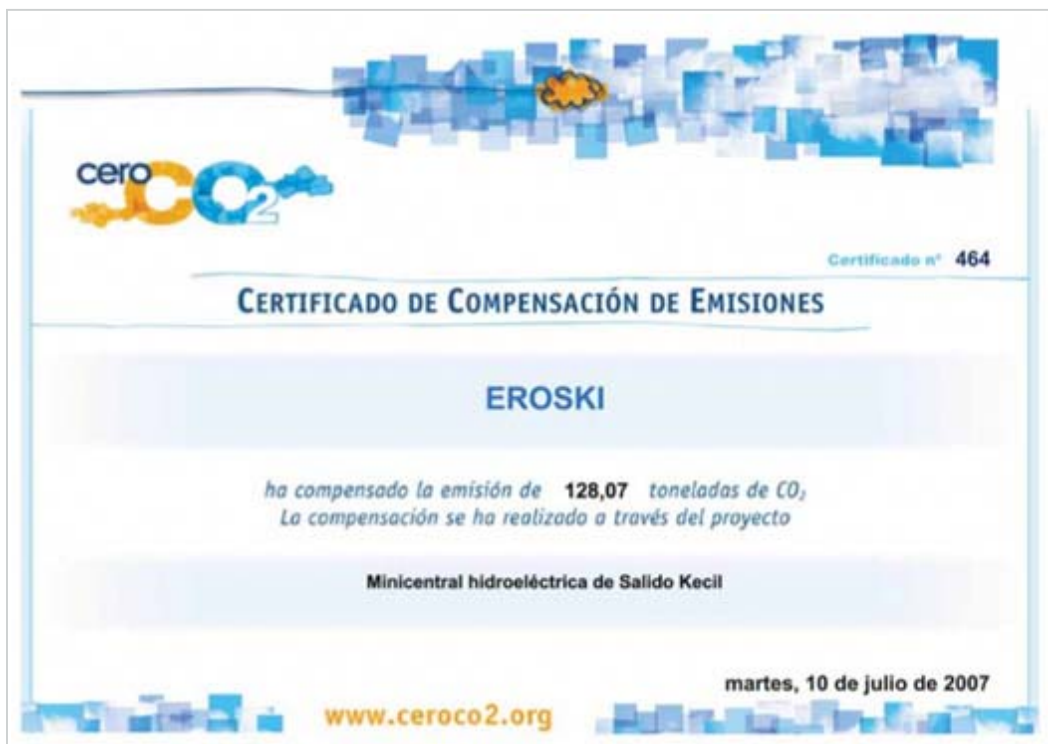 cero CO2
Certificado nº 464
CERTIFICADO DE COMPENSACIÓN DE EMISIONES
EROSKI
ha compensado la emisión de 128,07 toneladas de CO₂
La compensación se ha realizado a través del proyecto
Minicentral hidroeléctrica de Salido Kecil
martes, 10 de julio de 2007
www.ceroco2.org